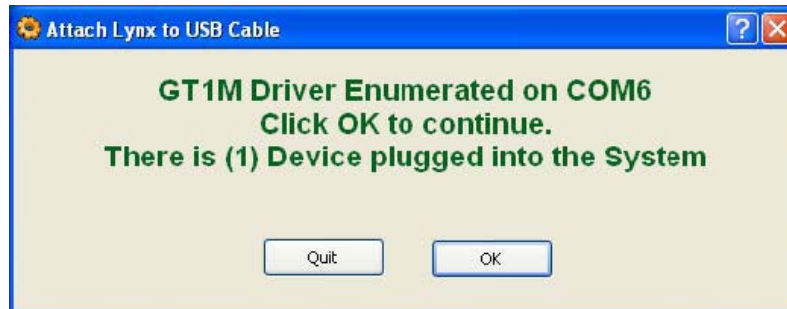 Attach Lynx to USB Cable
GT1M Driver Enumerated on COM6
Click OK to continue.
There is (1) Device plugged into the System
Quit
OK